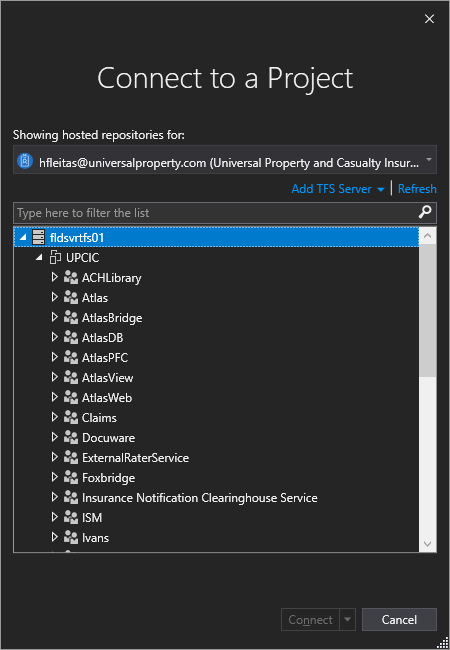 Connect to a Project
Showing hosted repositories for:
hfleitas@universalproperty.com (Universal Property and Casualty Insur...
Add TFS Server | Refresh
Type here to filter the list
fldsvrtfs01
UPCIC
ACHLibrary
Atlas
AtlasBridge
AtlasDB
AtlasPFC
AtlasView
AtlasWeb
Claims
Docuware
ExternalRaterService
Foxbridge
Insurance Notification Clearinghouse Service
ISM
Ivans
Connect
Cancel